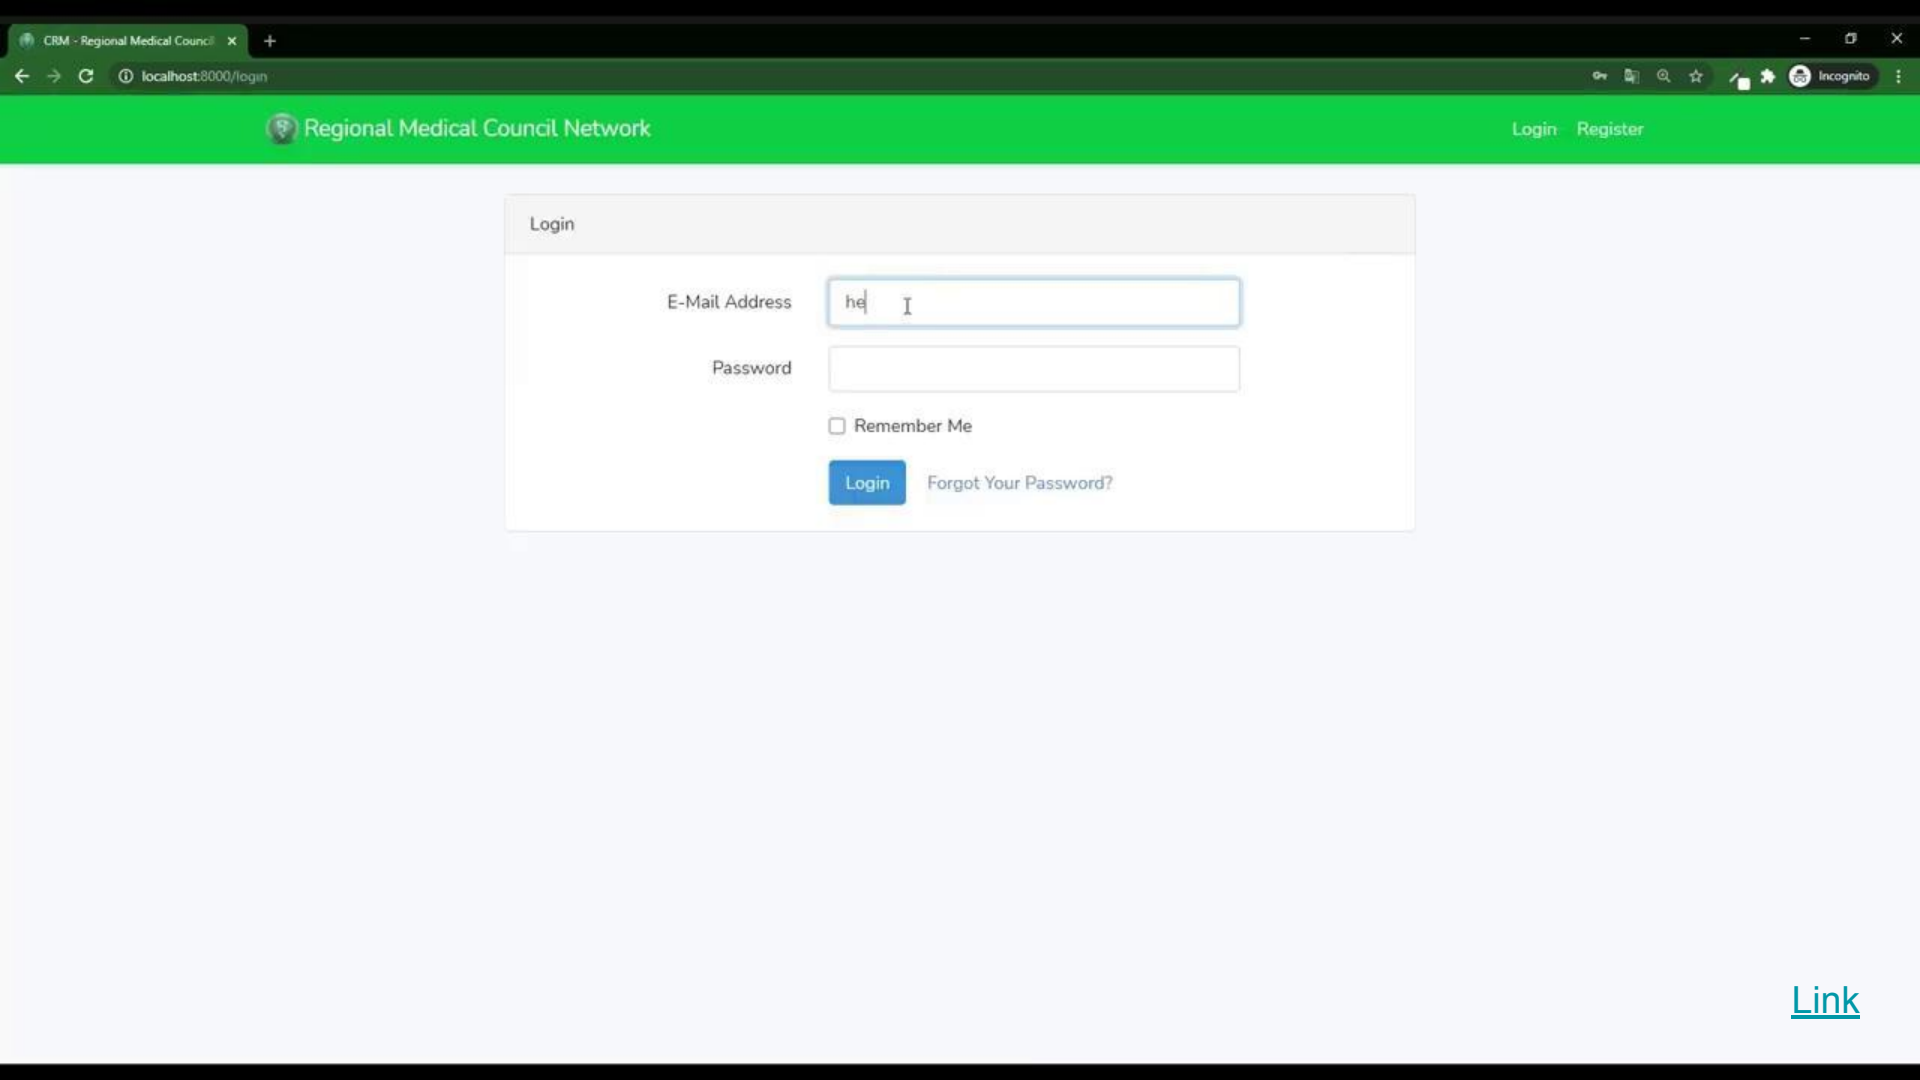 CRM - Regional Medical Council
localhost:8000/login
Incognito
Regional Medical Council Network
Login Register
Login
E-Mail Address he
Password
Remember Me
Login Forgot Your Password?
Link